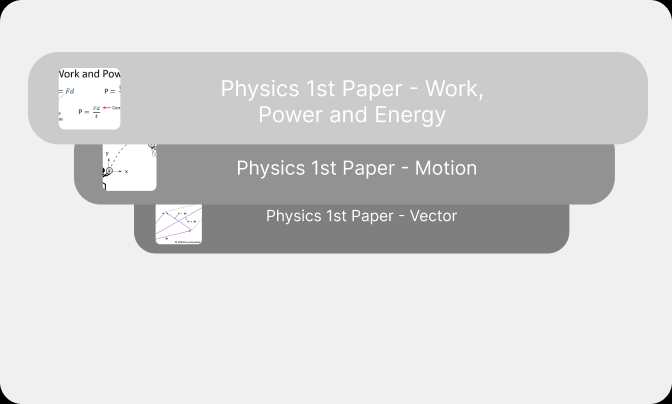 Work and Pow
= Fd
P =
P = Fd/t
Physics 1st Paper - Work,
Power and Energy
y
x
Physics 1st Paper - Motion
Physics 1st Paper - Vector